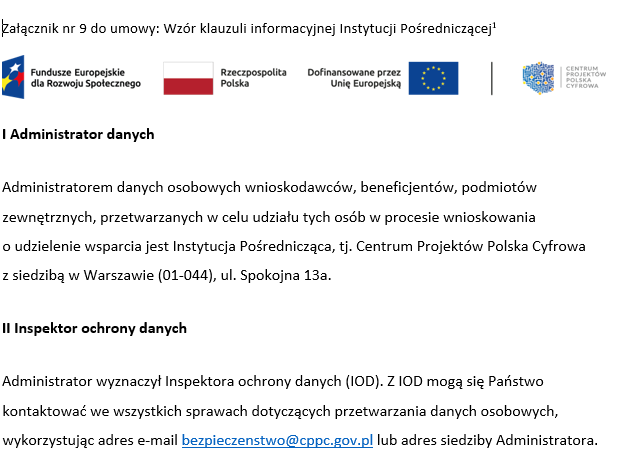 Załącznik nr 9 do umowy: Wzór klauzuli informacyjnej Instytucji Pośredniczącej¹
Fundusze Europejskie
dla Rozwoju Społecznego
Rzeczpospolita
Polska
Dofinansowane przez
Unię Europejską
CENTRUM
PROJEKTÓW
POLSKA
CYFROWA
I Administrator danych
Administratorem danych osobowych wnioskodawców, beneficjentów, podmiotów
zewnętrznych, przetwarzanych w celu udziału tych osób w procesie wnioskowania
o udzielenie wsparcia jest Instytucja Pośrednicząca, tj. Centrum Projektów Polska Cyfrowa
z siedzibą w Warszawie (01-044), ul. Spokojna 13a.
II Inspektor ochrony danych
Administrator wyznaczył Inspektora ochrony danych (IOD). Z IOD mogą się Państwo
kontaktować we wszystkich sprawach dotyczących przetwarzania danych osobowych,
wykorzystując adres e-mail bezpieczenstwo@cppc.gov.pl lub adres siedziby Administratora.